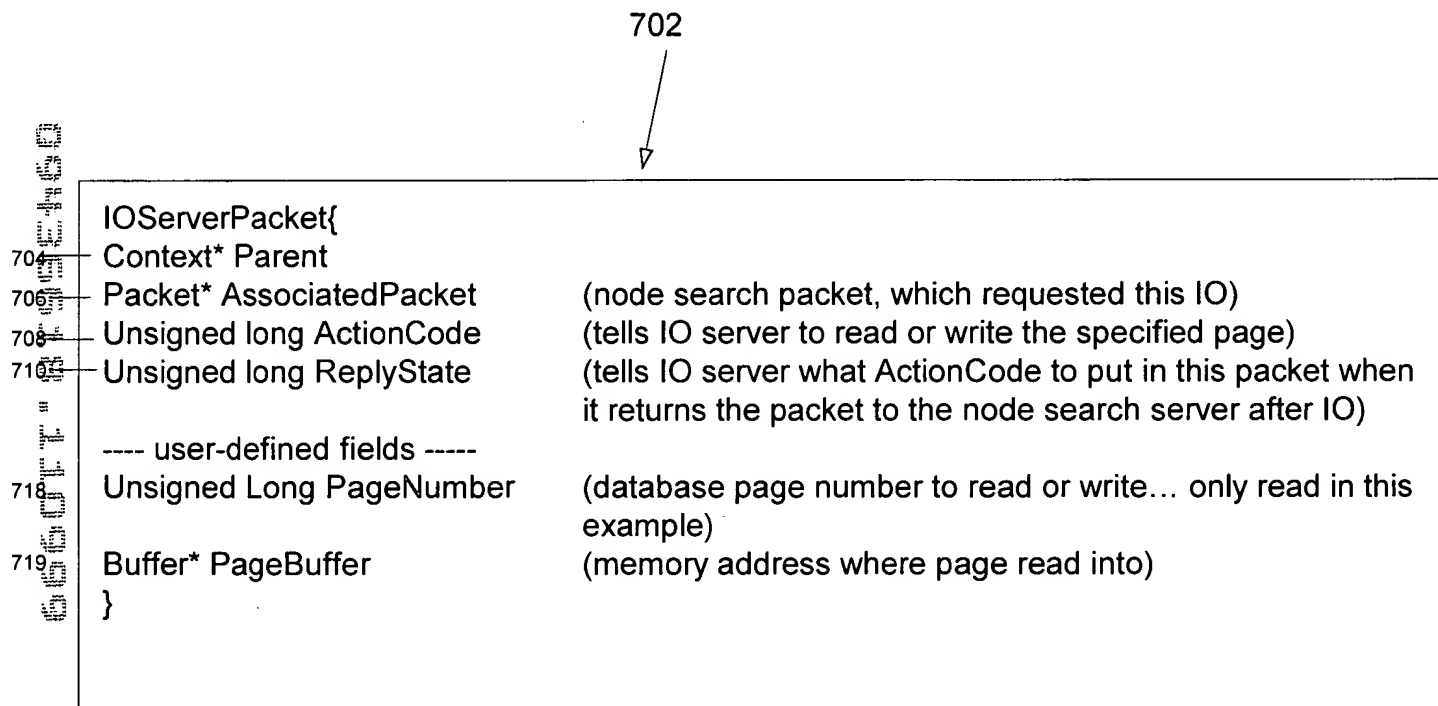 702
IOServerPacket{
704 Context* Parent
706 Packet* AssociatedPacket (node search packet, which requested this IO)
708 Unsigned long ActionCode (tells IO server to read or write the specified page)
710 Unsigned long ReplyState (tells IO server what ActionCode to put in this packet when
it returns the packet to the node search server after IO)
---- user-defined fields -----
718 Unsigned Long PageNumber (database page number to read or write... only read in this
example)
719 Buffer* PageBuffer (memory address where page read into)
}